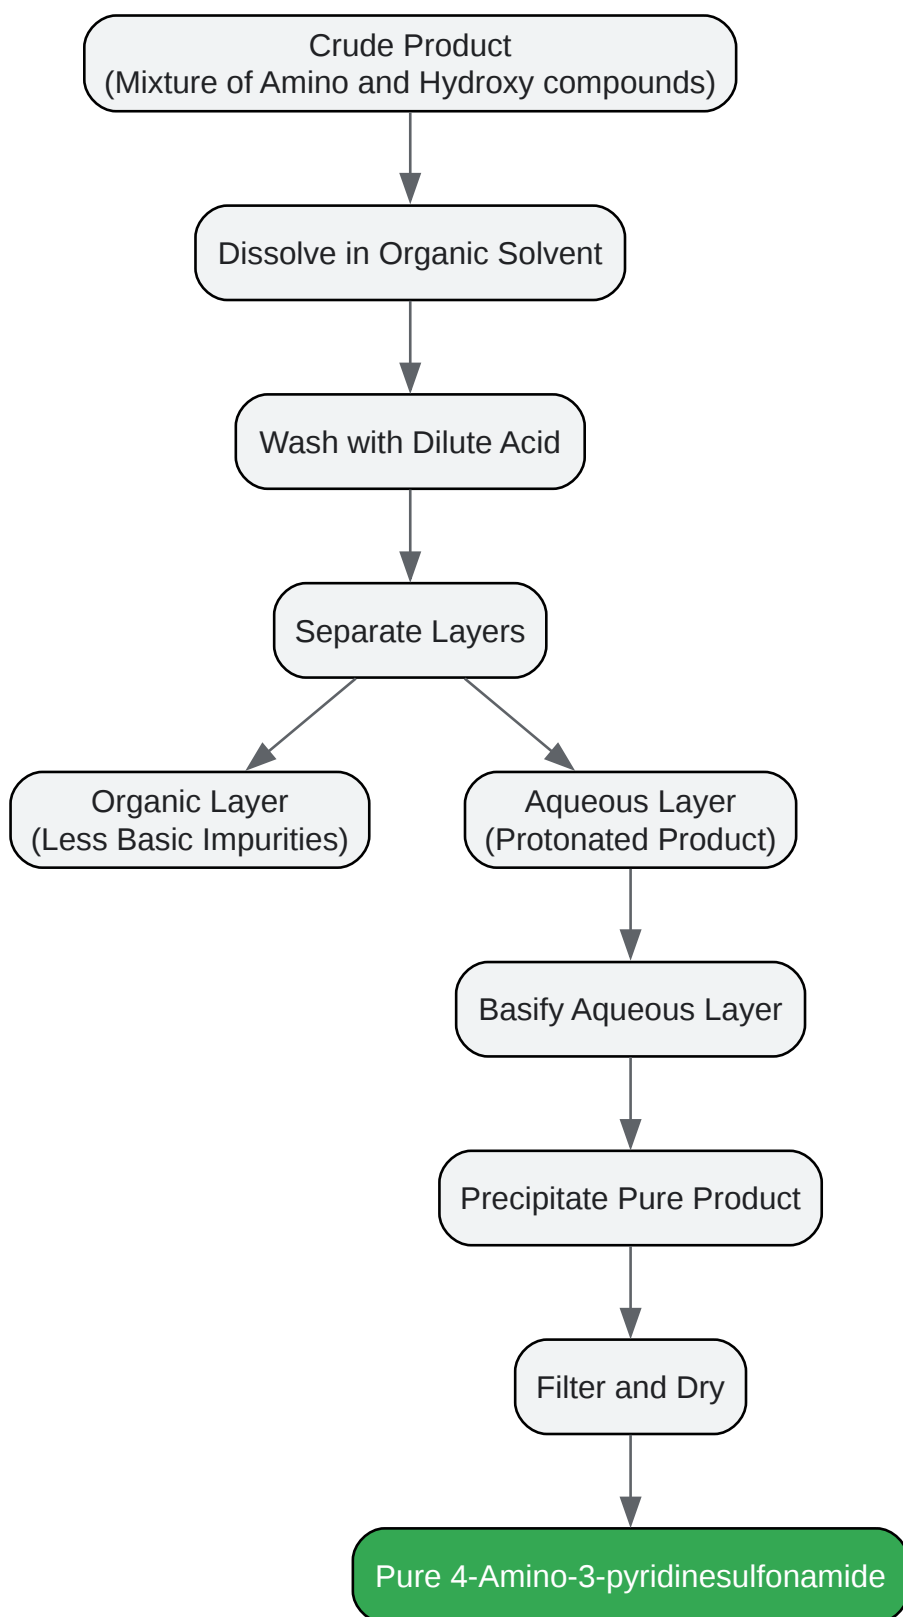 Crude Product
(Mixture of Amino and Hydroxy compounds)
Dissolve in Organic Solvent
Wash with Dilute Acid
Separate Layers
Organic Layer
(Less Basic Impurities)
Aqueous Layer
(Protonated Product)
Basify Aqueous Layer
Precipitate Pure Product
Filter and Dry
Pure 4-Amino-3-pyridinesulfonamide